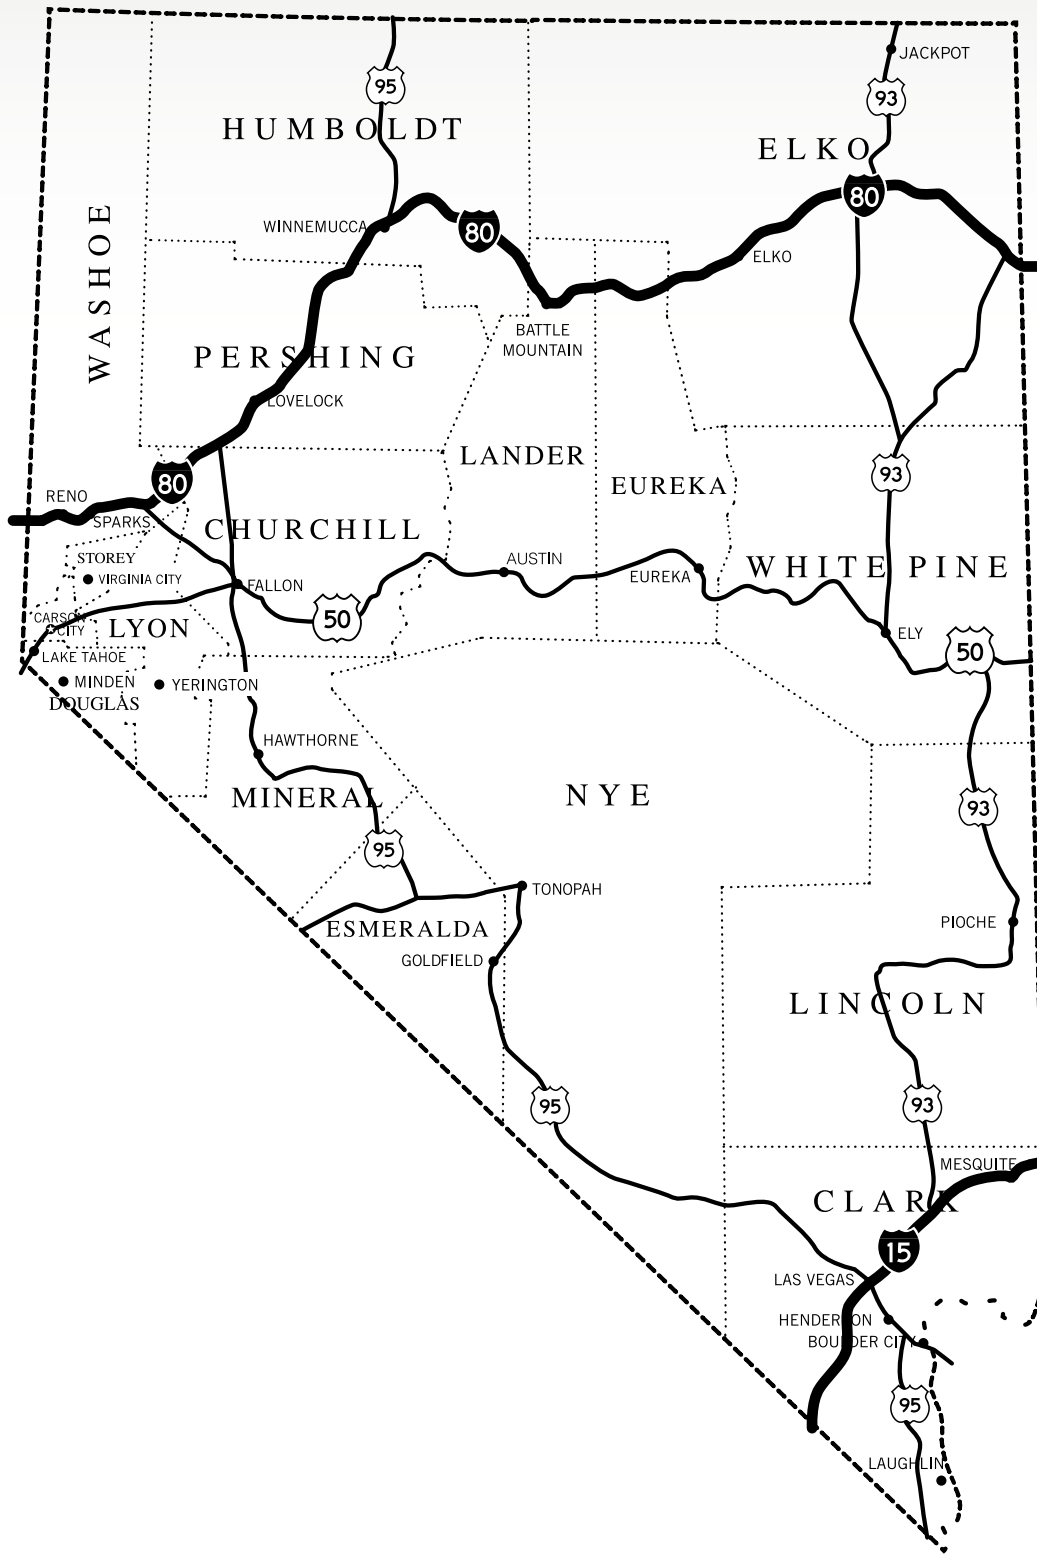 JACKPOT
95
93
HUMBOLDT
ELKO
80
WASHOE
WINNEMUCCA
80
ELKO
BATTLE
MOUNTAIN
PERSHING
LOVELOCK
LANDER
93
80
EUREKA
RENO
SPARKS
CHURCHILL
STOREY
AUSTIN
WHITE PINE
VIRGINIA CITY
EUREKA
FALLON
CARSON
CITY
50
LYON
ELY
LAKE TAHOE
50
MINDEN
YERINGTON
DOUGLAS
HAWTHORNE
MINERAL
NYE
93
95
TONOPAH
PIOCHE
ESMERALDA
GOLDFIELD
LINCOLN
95
93
MESQUITE
CLARK
15
LAS VEGAS
HENDERSON
BOULDER CITY
95
LAUGHLIN